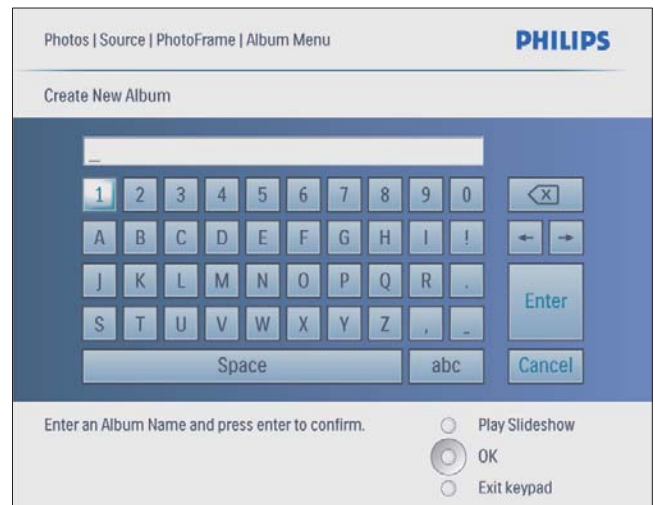 Photos | Source | PhotoFrame | Album Menu
PHILIPS
Create New Album
_
1 2 3 4 5 6 7 8 9 0
A B C D E F G H I !
← →
J K L M N O P Q R .
Enter
S T U V W X Y Z , _
Space abc Cancel
Enter an Album Name and press enter to confirm.
Play Slideshow
OK
Exit keypad